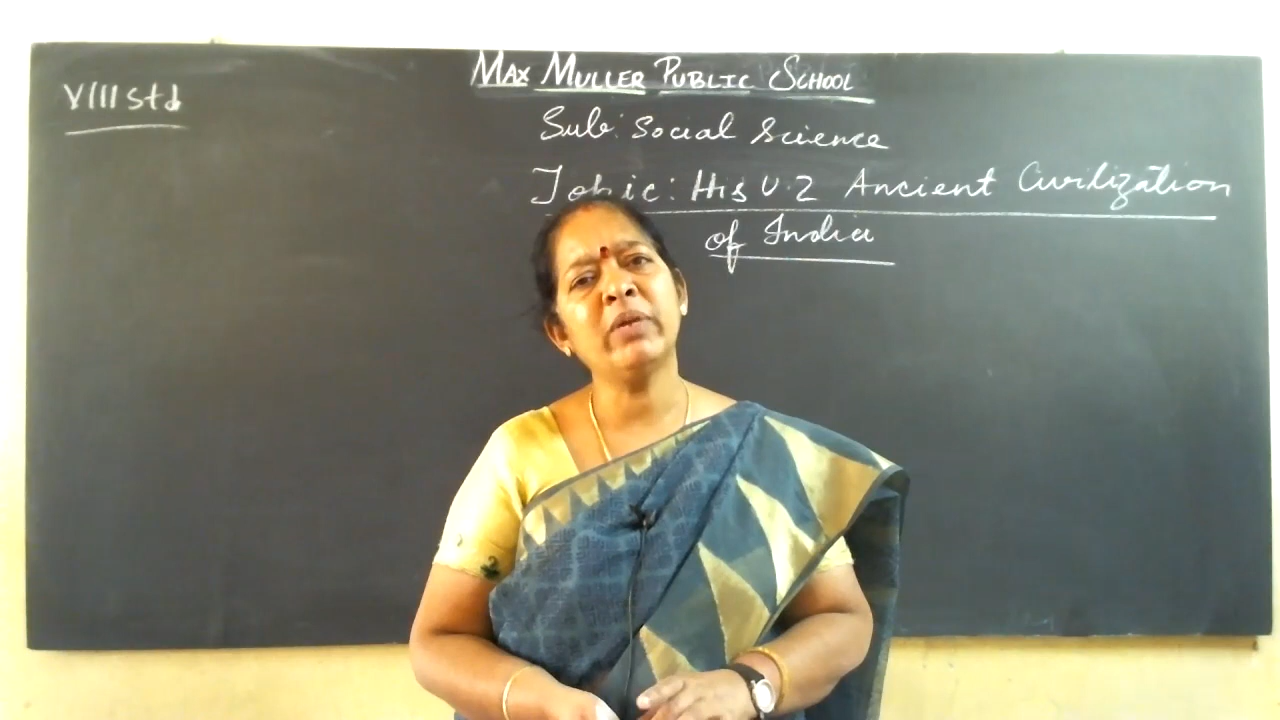 MAX MULLER PUBLIC SCHOOL
VIII std
Sub: Social Science
Topic: His U.2 Ancient Civilization
of India